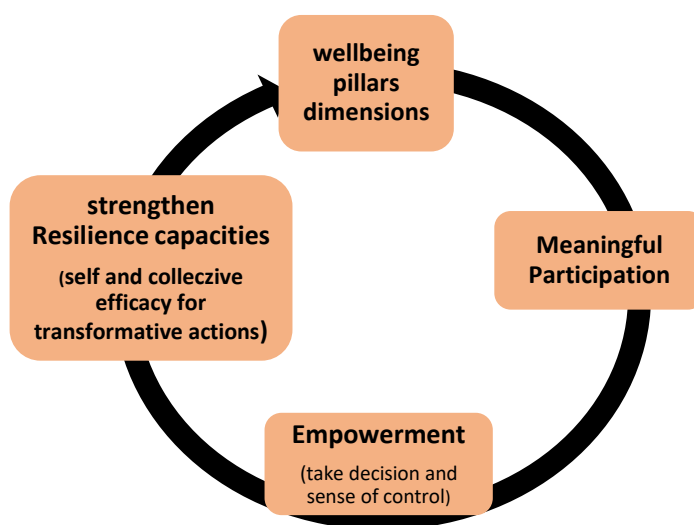 wellbeing
pillars
dimensions
Meaningful
Participation
Empowerment
(take decision and
sense of control)
strengthen
Resilience capacities
(self and colleczive
efficacy for
transformative actions)